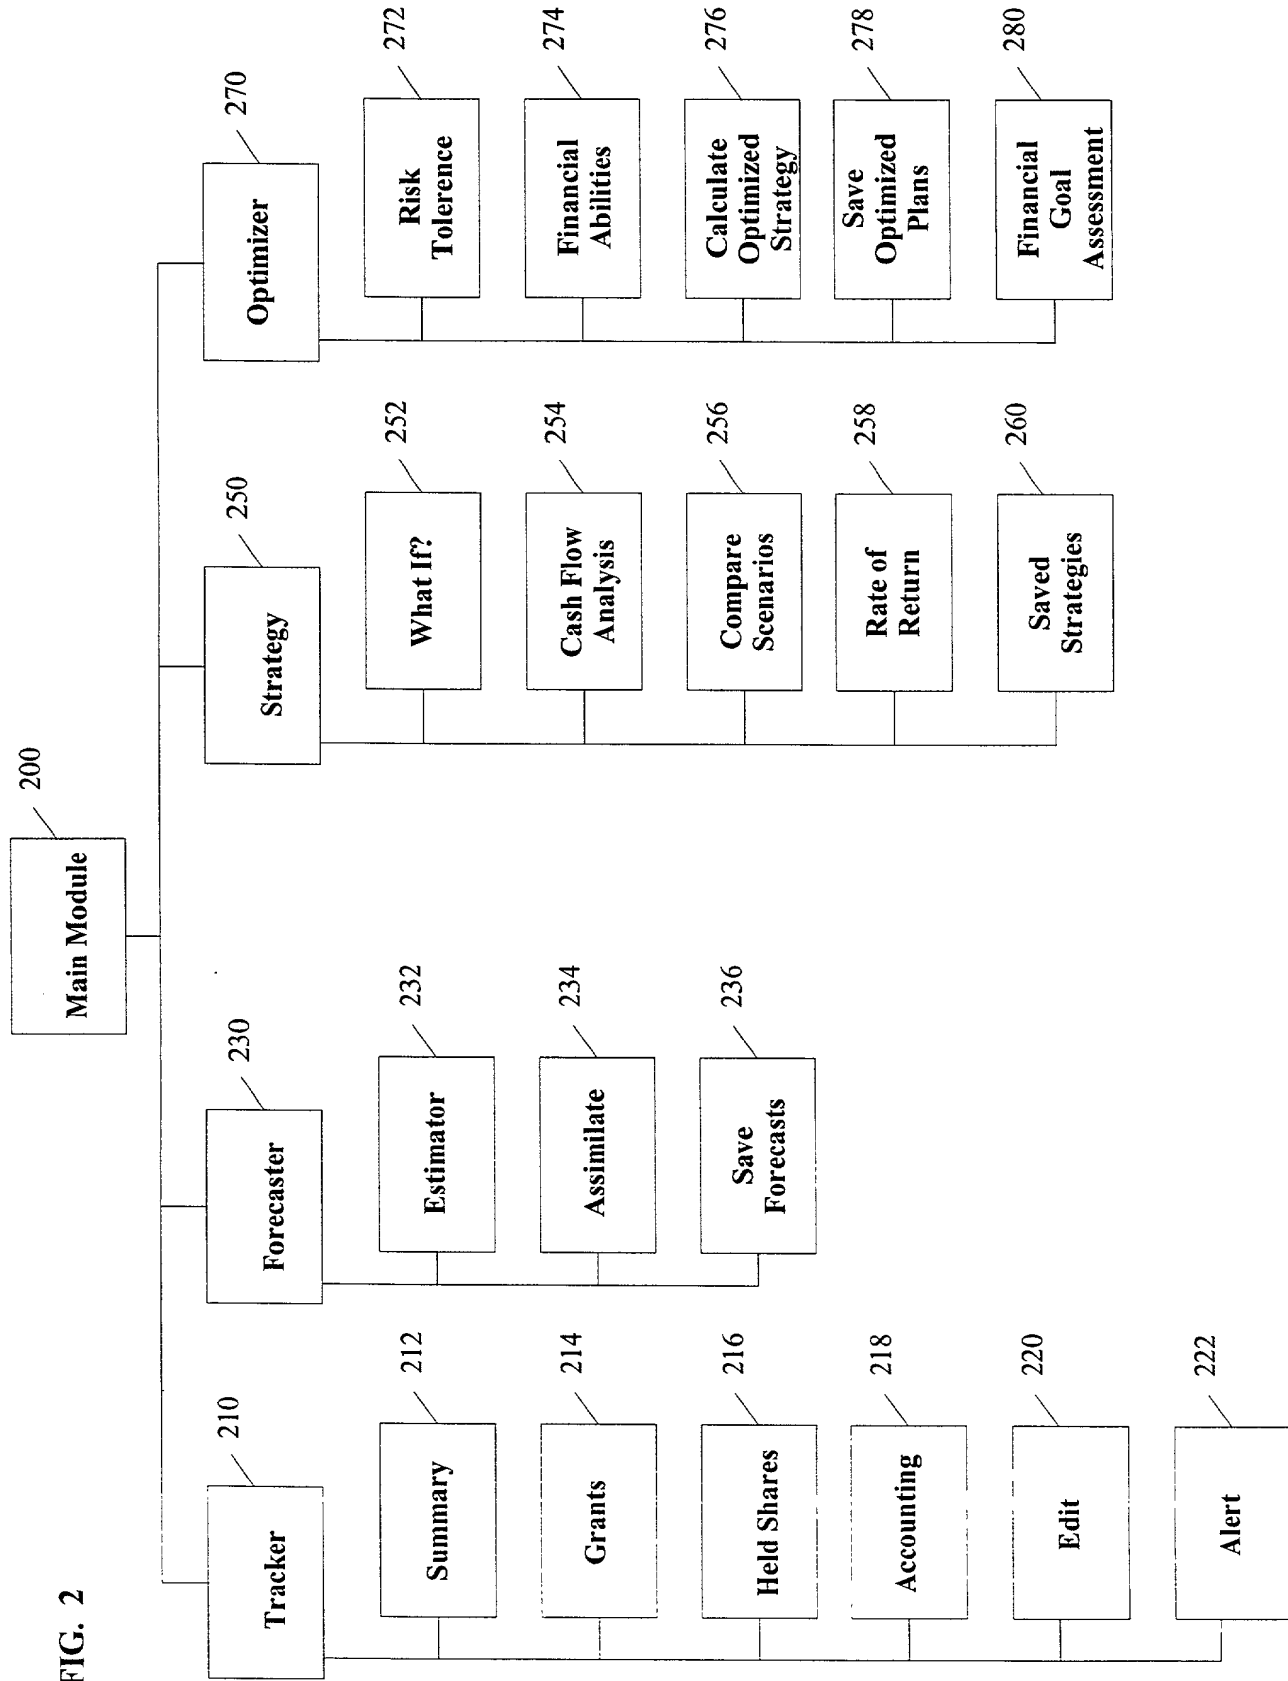 FIG. 2
Main Module
200
Tracker
210
Summary
212
Grants
214
Held Shares
216
Accounting
218
Edit
220
Alert
222
Forecaster
230
Estimator
232
Assimilate
234
Save
Forecasts
236
Strategy
250
What If?
252
Cash Flow
Analysis
254
Compare
Scenarios
256
Rate of
Return
258
Saved
Strategies
260
Optimizer
270
Risk
Tolerence
272
Financial
Abilities
274
Calculate
Optimized
Strategy
276
Save
Optimized
Plans
278
Financial
Goal
Assessment
280